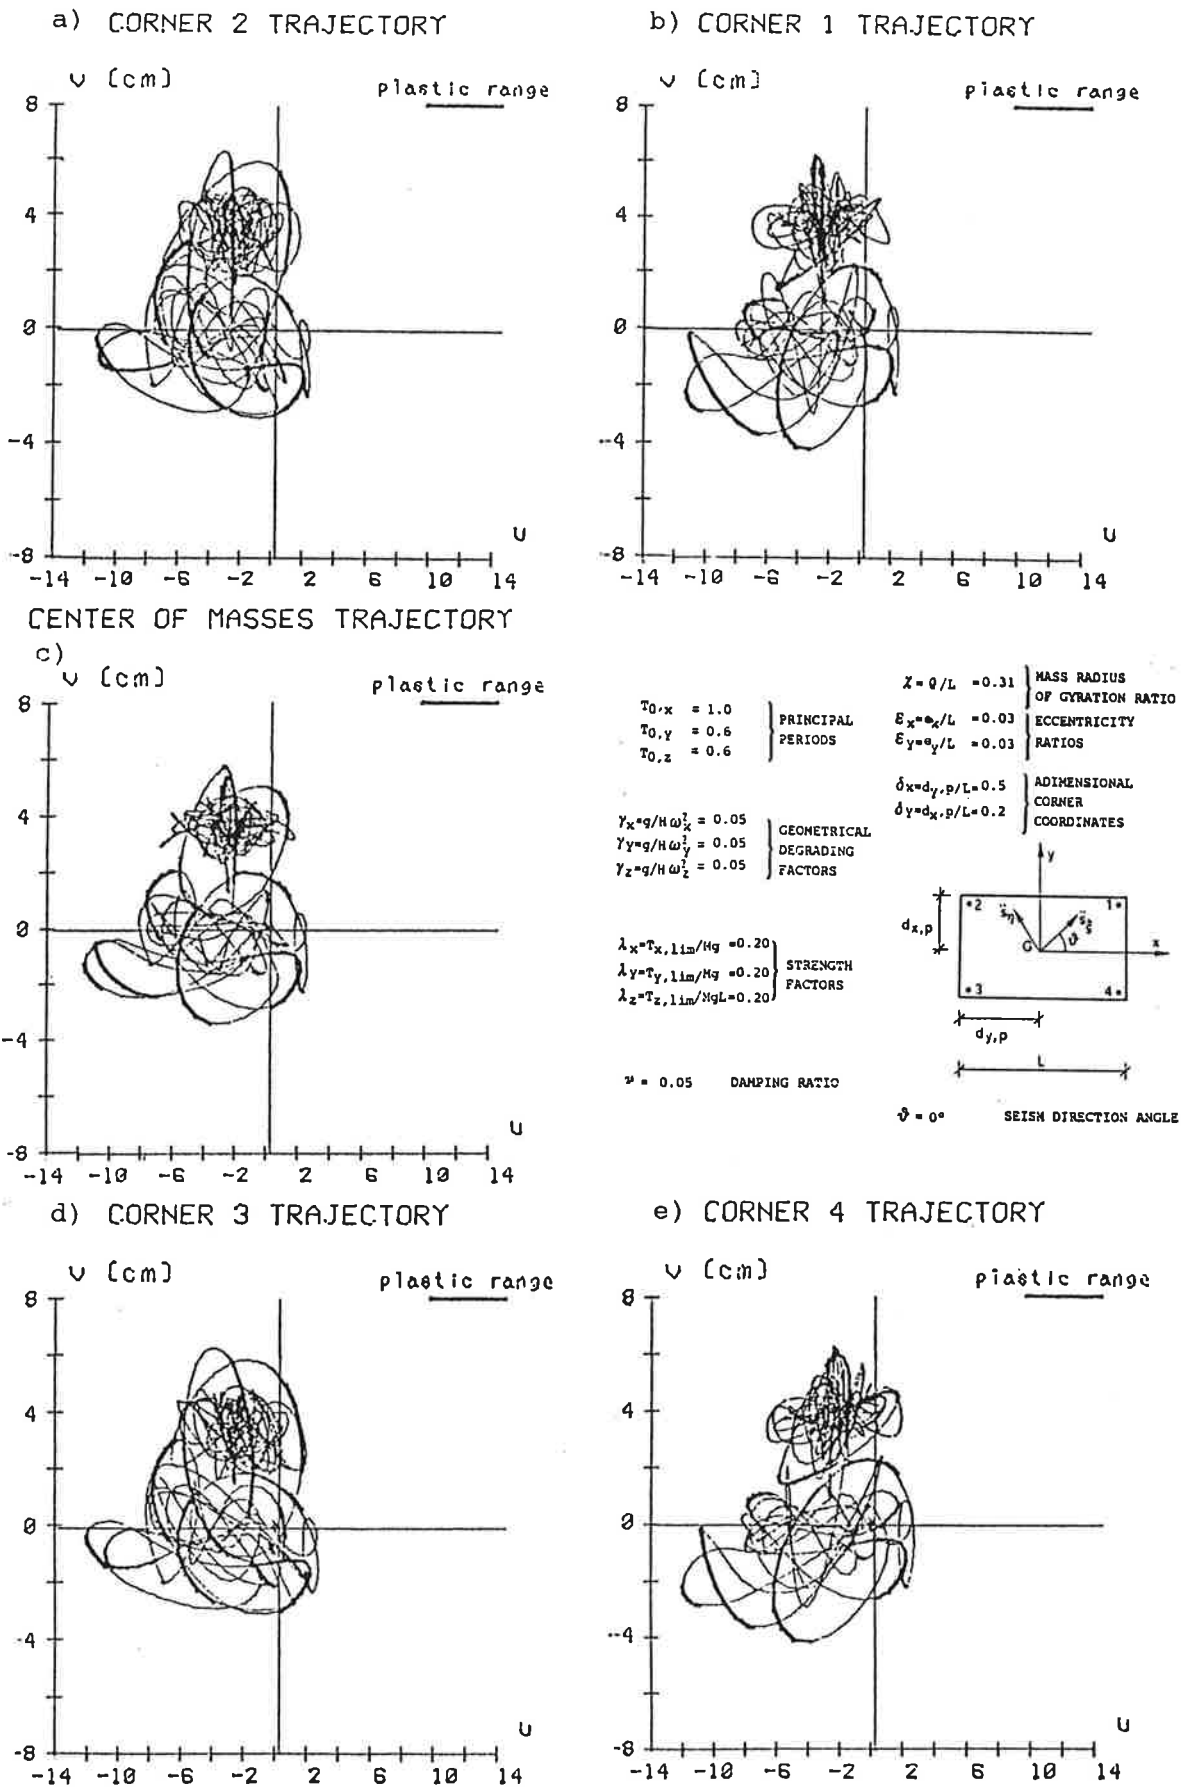 a) CORNER 2 TRAJECTORY
v [cm]
plastic range
8
4
0
-4
-8
U
-14 -10 -6 -2 2 6 10 14
b) CORNER 1 TRAJECTORY
v [cm]
plastic range
8
4
0
-4
-8
U
-14 -10 -6 -2 2 6 10 14
CENTER OF MASSES TRAJECTORY
c)
v [cm]
plastic range
8
4
0
-4
-8
U
-14 -10 -6 -2 2 6 10 14
T0,x = 1.0
T0,y = 0.6
T0,z = 0.6
PRINCIPAL
PERIODS
χ=ϱ/L =0.31
MASS RADIUS
OF GYRATION RATIO
εx=ex/L =0.03
εy=ey/L =0.03
ECCENTRICITY
RATIOS
δx=dy,p/L=0.5
δy=dx,p/L=0.2
ADIMENSIONAL
CORNER
COORDINATES
γx=g/Hω²x = 0.05
γy=g/Hω²y = 0.05
γz=g/Hω²z = 0.05
GEOMETRICAL
DEGRADING
FACTORS
λx=Tx,lim/Mg =0.20
λy=Ty,lim/Mg =0.20
λz=Tz,lim/MgL=0.20
STRENGTH
FACTORS
y
2
1
s̈η
s̈ξ
dx,p
G
ϑ
x
3
4
dy,p
L
ν = 0.05 DAMPING RATIO
ϑ = 0° SEISM DIRECTION ANGLE
d) CORNER 3 TRAJECTORY
v [cm]
plastic range
8
4
0
-4
-8
U
-14 -10 -6 -2 2 6 10 14
e) CORNER 4 TRAJECTORY
v [cm]
plastic range
8
4
0
-4
-8
U
-14 -10 -6 -2 2 6 10 14